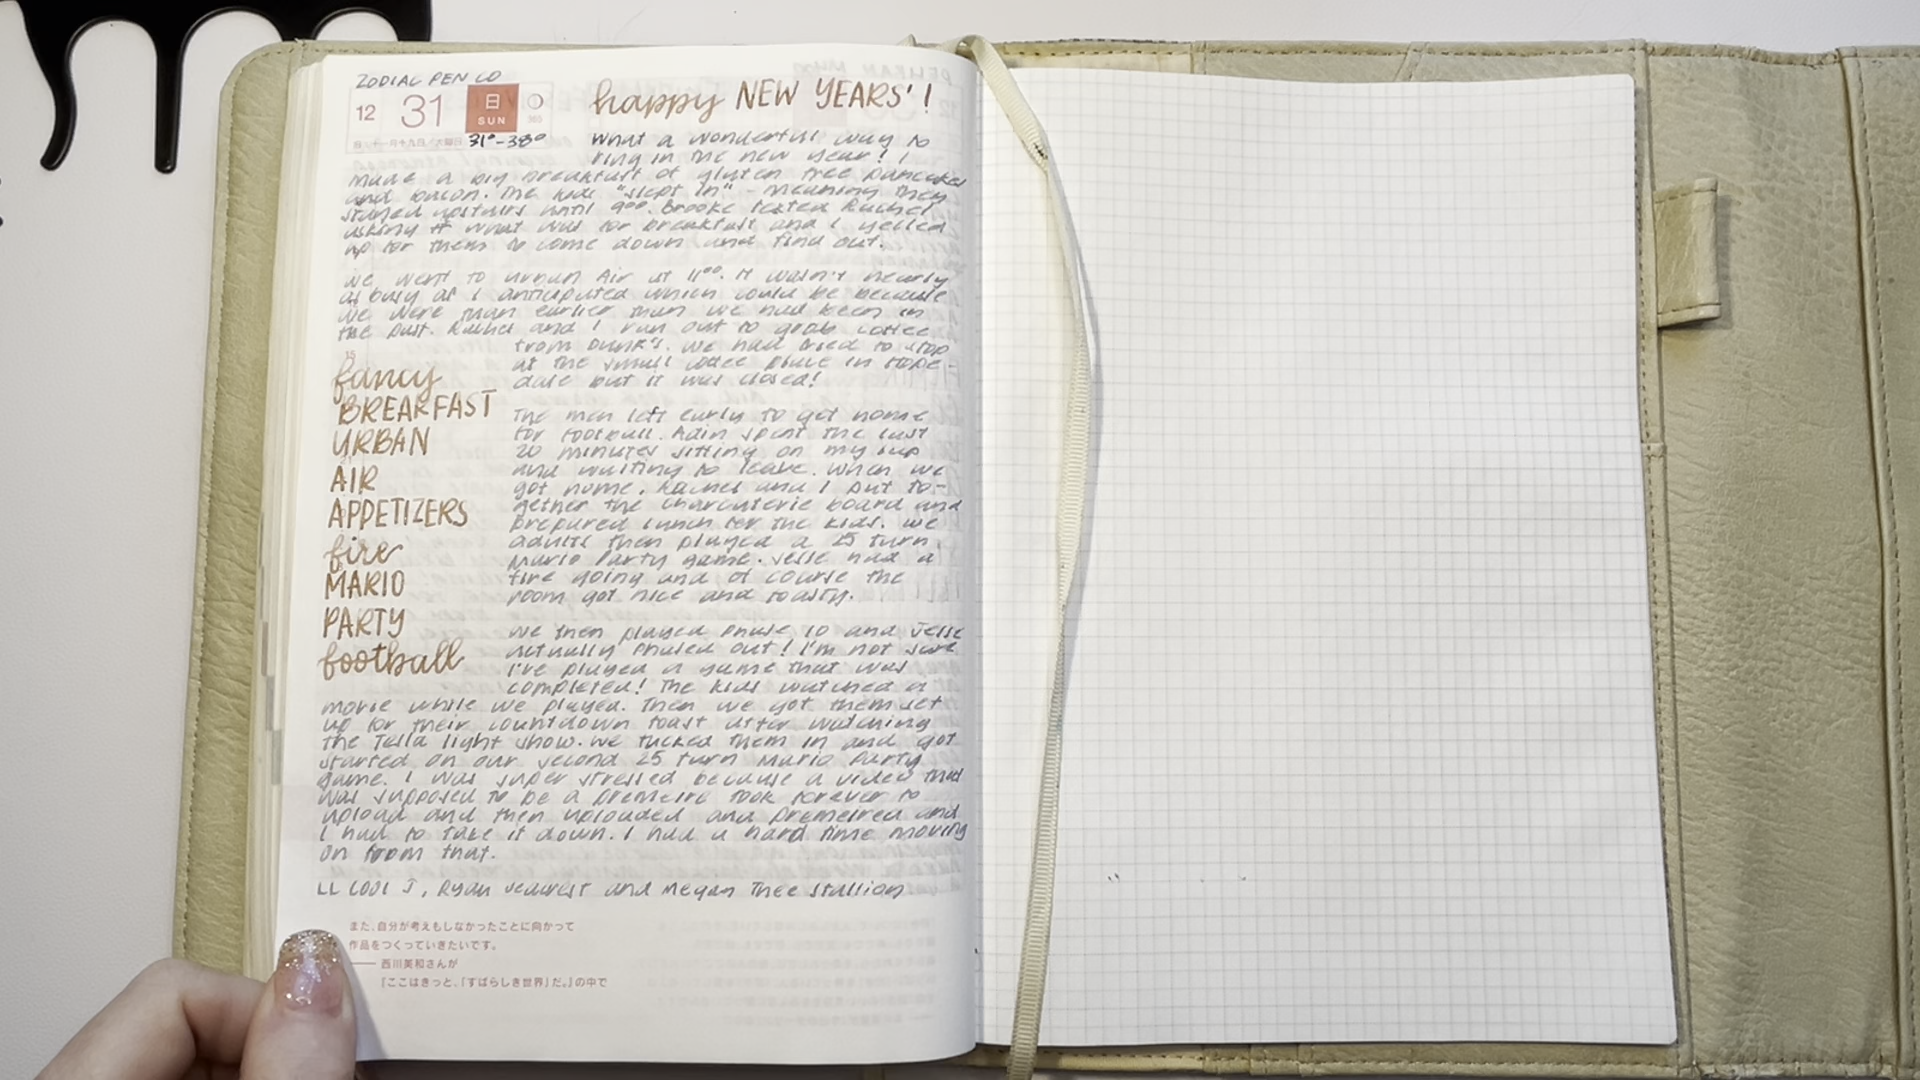 ZODIAC PEN CO
12 31 日 SUN 365
31°-38°
happy NEW YEARS'!
What a wonderful way to
ring in the new year! I
made a big breakfast of gluten free pancakes
and bacon. The kids "slept in" - meaning they
stayed upstairs until 9⁰⁰. Brooke texted Rachel
asking what was for breakfast and I yelled
up for them to come down and find out.
We went to Urban Air at 11⁰⁰. It wasn't nearly
as busy as I anticipated which could be because
we were than earlier than we had been in
the past. Rachel and I run out to grab coffee
from Dunk's. We had tried to stop
at the small coffee place in Hope-
dale but it was closed!
fancy
BREAKFAST
URBAN
AIR
APPETIZERS
fire
MARIO
PARTY
football
The men left early to get home
for football. Adin spent the last
20 minutes sitting on my lap
and waiting to leave. When we
got home, Rachel and I put to-
gether the charcuterie board and
prepared lunch for the kids. We
adults then played a 25 turn
Mario Party game. Jesse had a
fire going and of course the
room got nice and toasty.
We then played Phase 10 and Jesse
actually phased out! I'm not sure
I've played a game that was
completed! The kids watched a
movie while we played. Then we got them set
up for their countdown toast after watching
the Tesla light show. We tucked them in and got
started on our second 25 turn Mario Party
game. I was super stressed because a video that
was supposed to be a premeire took forever to
upload and then uploaded and premeired and
I had to take it down. I had a hard time moving
on from that.
LL COOl J, Ryan Seacrest and Megan Thee Stallion
また、自分が考えもしなかったことに向かって
作品をつくっていきたいです。
—— 西川美和さんが
『ここはきっと、「すばらしき世界」だ。』の中で